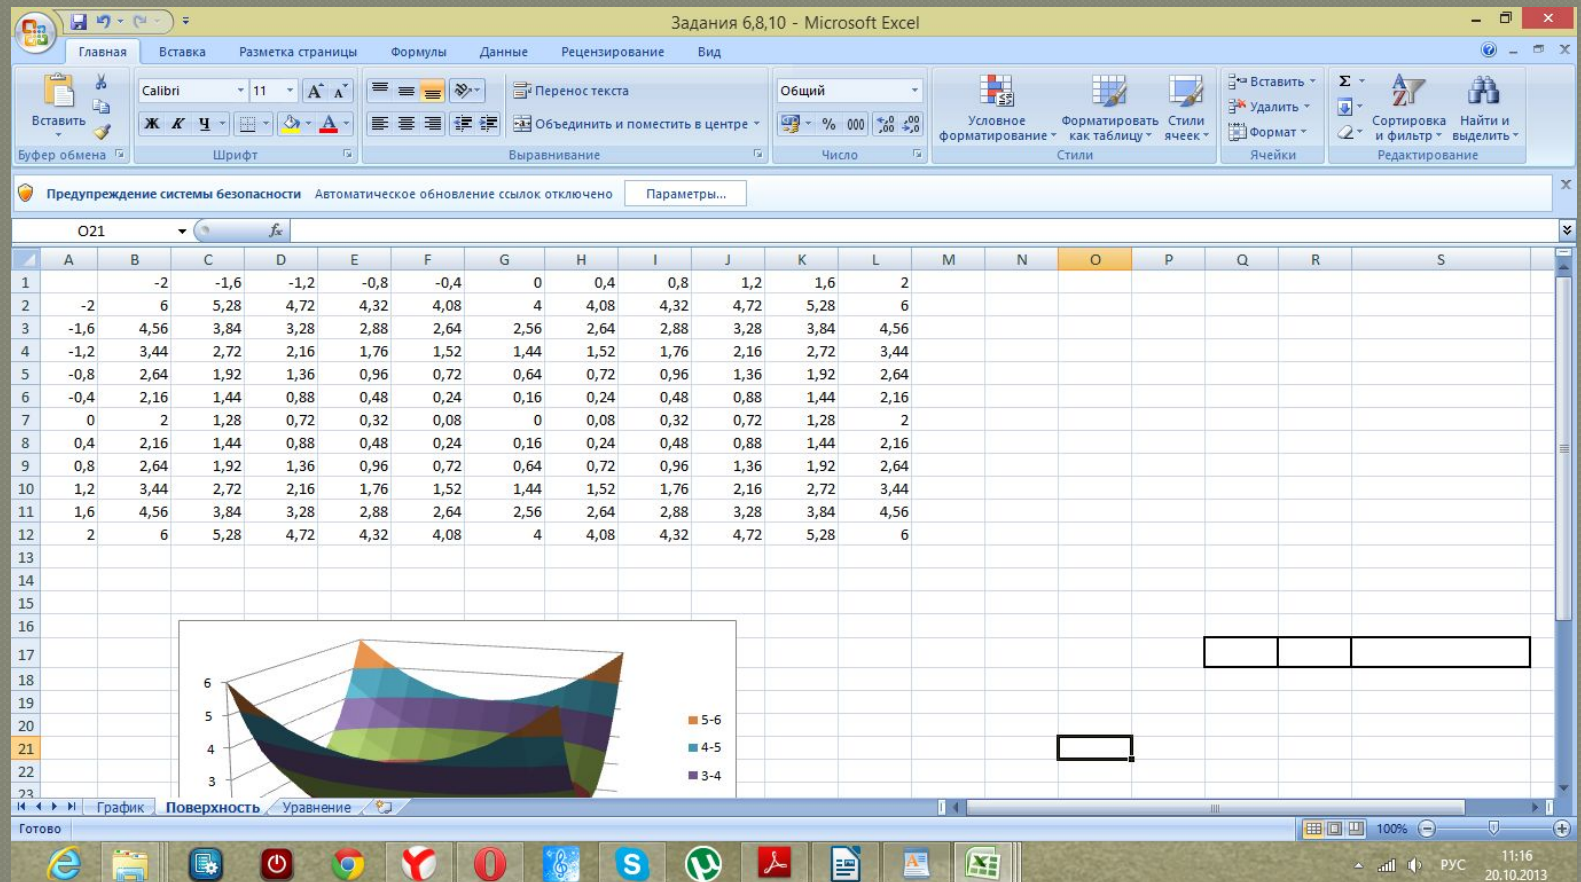 Задания 6,8,10 - Microsoft Excel
Главная Вставка Разметка страницы Формулы Данные Рецензирование Вид
Вставить
Буфер обмена
Calibri 11
Ж К Ч
Шрифт
Перенос текста
Объединить и поместить в центре
Выравнивание
Общий
% 000 ,0 ,00 ,00 ,0
Число
Условное форматирование
Форматировать как таблицу
Стили ячеек
Стили
Вставить
Удалить
Формат
Ячейки
Σ
Сортировка и фильтр
Найти и выделить
Редактирование
Предупреждение системы безопасности Автоматическое обновление ссылок отключено Параметры...
O21 fx
A B C D E F G H I J K L M N O P Q R S
1 -2 -1,6 -1,2 -0,8 -0,4 0 0,4 0,8 1,2 1,6 2
2 -2 6 5,28 4,72 4,32 4,08 4 4,08 4,32 4,72 5,28 6
3 -1,6 4,56 3,84 3,28 2,88 2,64 2,56 2,64 2,88 3,28 3,84 4,56
4 -1,2 3,44 2,72 2,16 1,76 1,52 1,44 1,52 1,76 2,16 2,72 3,44
5 -0,8 2,64 1,92 1,36 0,96 0,72 0,64 0,72 0,96 1,36 1,92 2,64
6 -0,4 2,16 1,44 0,88 0,48 0,24 0,16 0,24 0,48 0,88 1,44 2,16
7 0 2 1,28 0,72 0,32 0,08 0 0,08 0,32 0,72 1,28 2
8 0,4 2,16 1,44 0,88 0,48 0,24 0,16 0,24 0,48 0,88 1,44 2,16
9 0,8 2,64 1,92 1,36 0,96 0,72 0,64 0,72 0,96 1,36 1,92 2,64
10 1,2 3,44 2,72 2,16 1,76 1,52 1,44 1,52 1,76 2,16 2,72 3,44
11 1,6 4,56 3,84 3,28 2,88 2,64 2,56 2,64 2,88 3,28 3,84 4,56
12 2 6 5,28 4,72 4,32 4,08 4 4,08 4,32 4,72 5,28 6
13
14
15
16
17
18
19
20
21
22
23
6
5
4
3
5-6
4-5
3-4
График Поверхность Уравнение
Готово 100%
РУС 11:16
20.10.2013